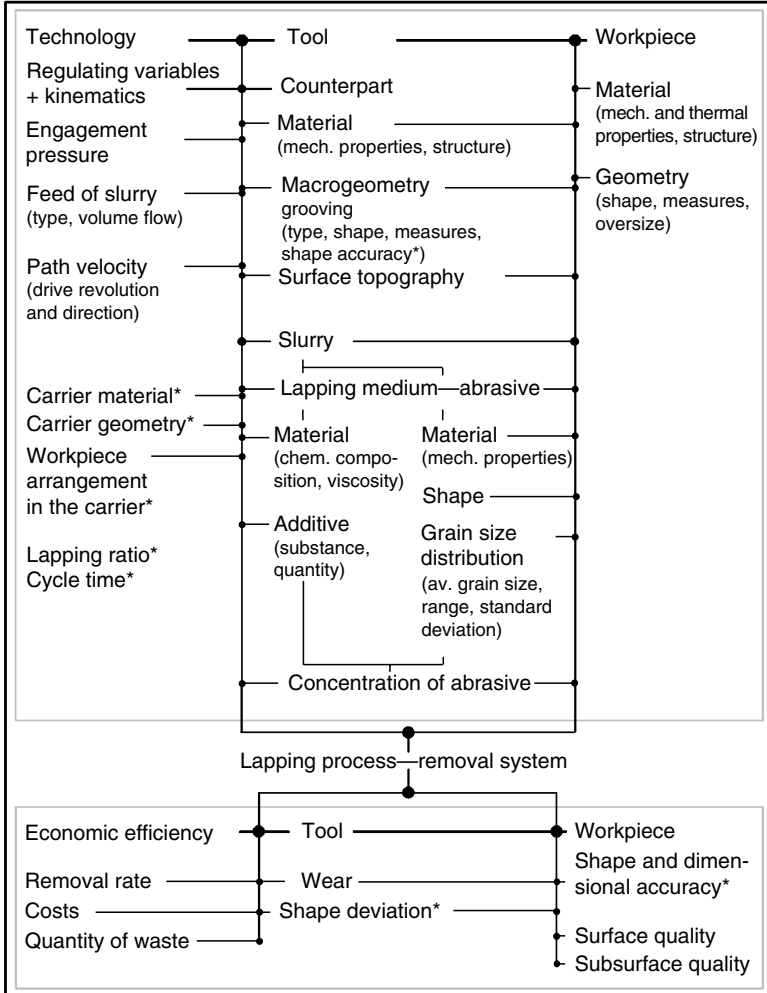 Technology
Tool
Workpiece
Regulating variables
+ kinematics
Counterpart
Material
(mech. and thermal
properties, structure)
Engagement
pressure
Material
(mech. properties, structure)
Feed of slurry
(type, volume flow)
Macrogeometry
grooving
(type, shape, measures,
shape accuracy*)
Geometry
(shape, measures,
oversize)
Path velocity
(drive revolution
and direction)
Surface topography
Slurry
Carrier material*
Lapping medium—abrasive
Carrier geometry*
Workpiece
arrangement
in the carrier*
Material
(chem. compo-
sition, viscosity)
Material
(mech. properties)
Shape
Lapping ratio*
Cycle time*
Additive
(substance,
quantity)
Grain size
distribution
(av. grain size,
range, standard
deviation)
Concentration of abrasive
Lapping process—removal system
Economic efficiency
Tool
Workpiece
Removal rate
Wear
Shape and dimen-
sional accuracy*
Costs
Shape deviation*
Quantity of waste
Surface quality
Subsurface quality